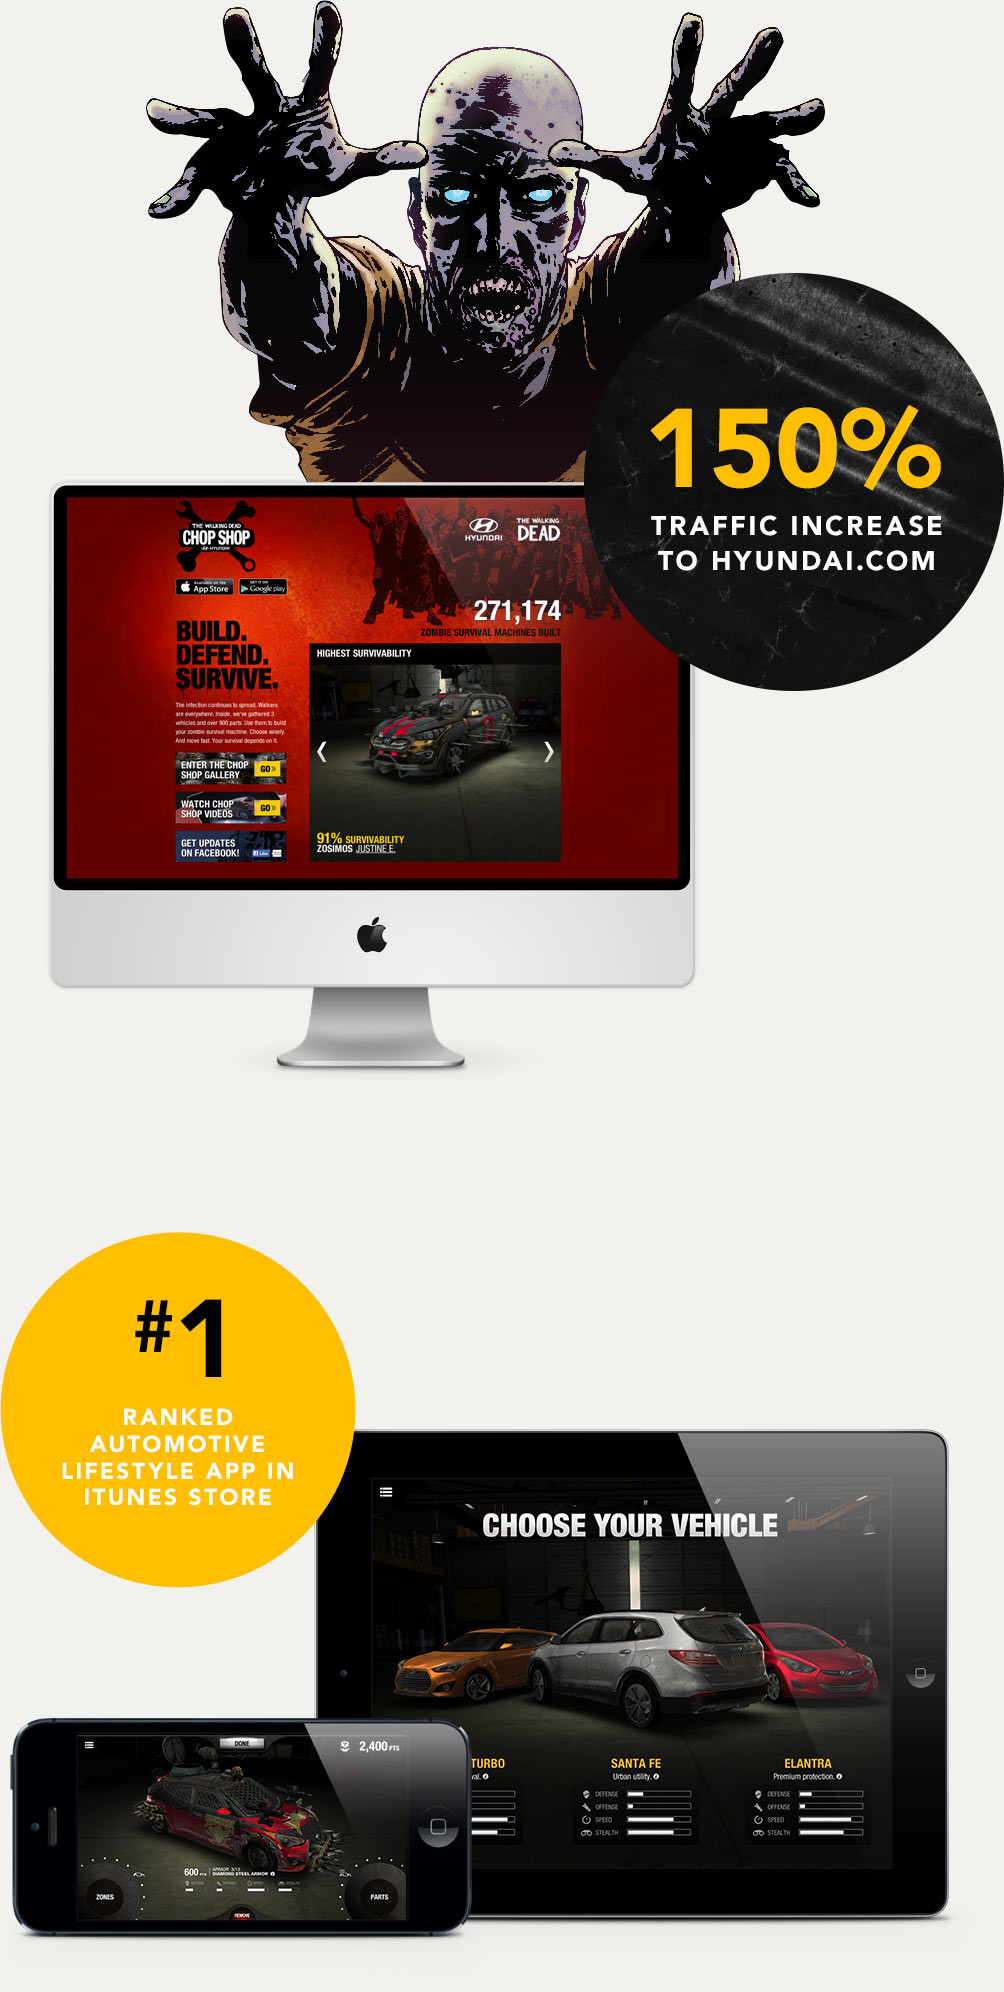 150%
TRAFFIC INCREASE
TO HYUNDAI.COM
THE WALKING DEAD
CHOP SHOP
HYUNDAI
HYUNDAI
THE WALKING
DEAD
Available on the
App Store
GET IT ON
Google play
271,174
ZOMBIE SURVIVAL MACHINES BUILT
BUILD.
DEFEND.
SURVIVE.
The infection continues to spread. Walkers
are everywhere. Inside, we've gathered 3
vehicles and over 900 parts. Use them to build
your zombie survival machine. Choose wisely.
And move fast. Your survival depends on it.
ENTER THE CHOP
SHOP GALLERY
GO »
WATCH CHOP
SHOP VIDEOS
GO »
GET UPDATES
ON FACEBOOK!
Like
HIGHEST SURVIVABILITY
91% SURVIVABILITY
ZOSIMOS JUSTINE E.
#1
RANKED
AUTOMOTIVE
LIFESTYLE APP IN
ITUNES STORE
CHOOSE YOUR VEHICLE
TURBO
val.
SANTA FE
Urban utility.
DEFENSE
OFFENSE
SPEED
STEALTH
ELANTRA
Premium protection.
DEFENSE
OFFENSE
SPEED
STEALTH
DONE
2,400 PTS
600 PTS
ARMOR 3/13
DIAMOND STEEL ARMOR
ZONES
PARTS
REMOVE